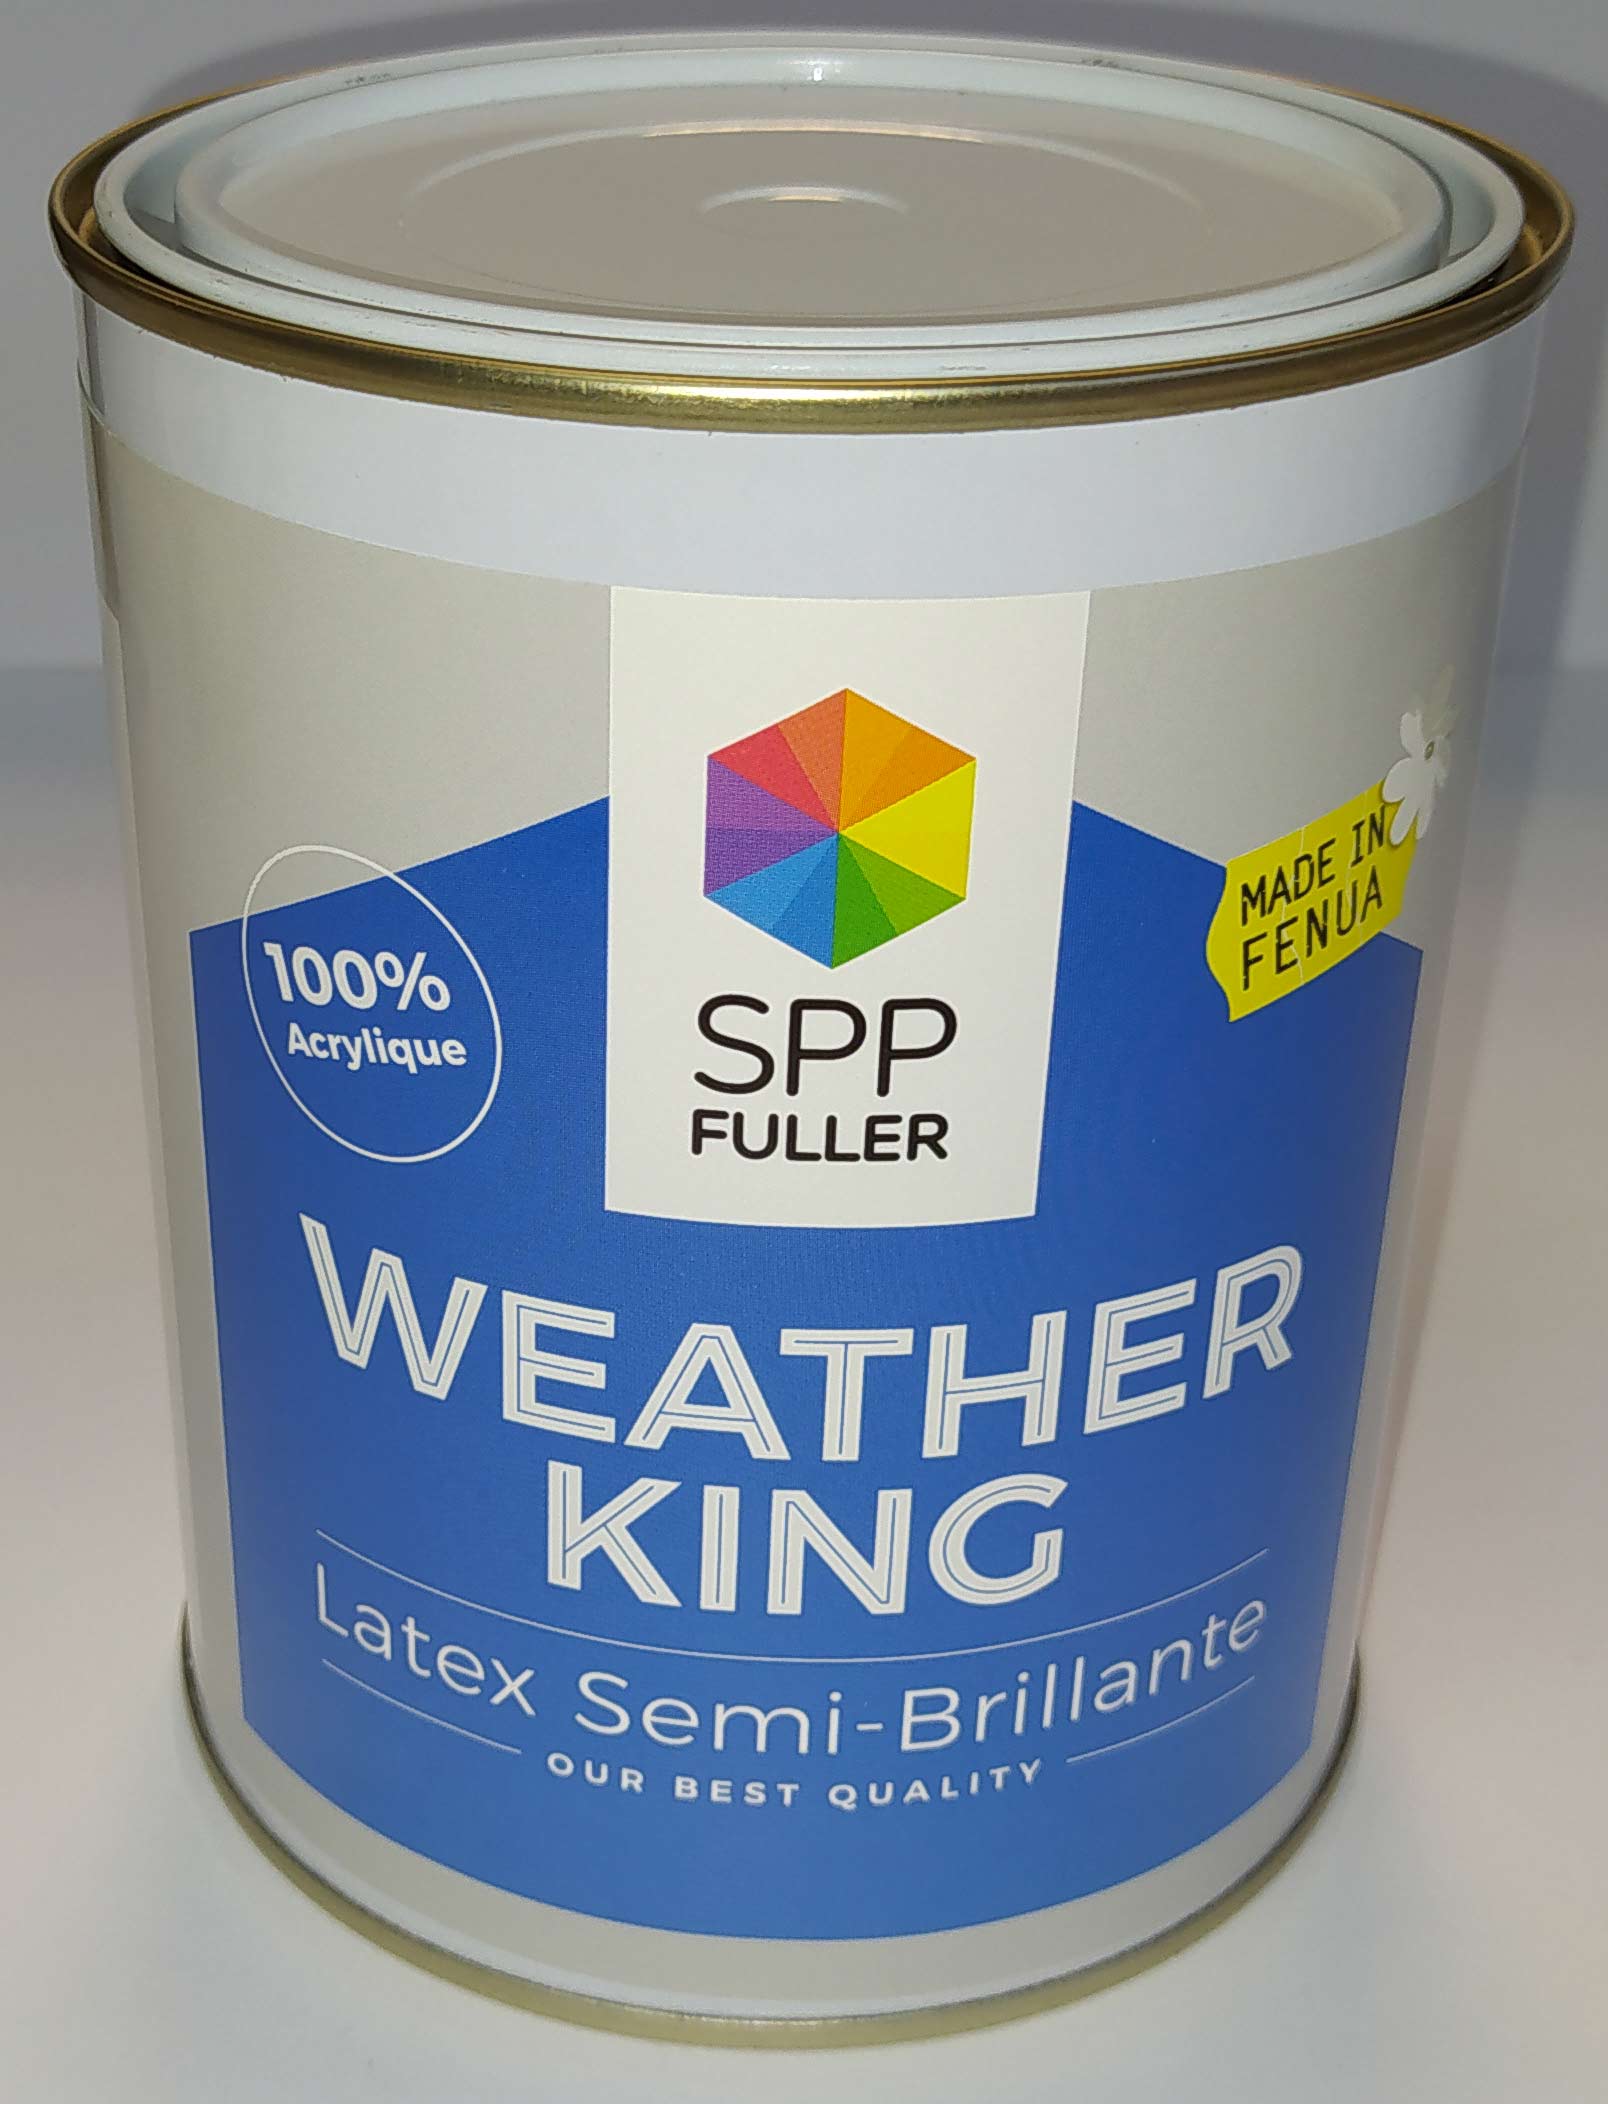 SPP
FULLER
100%
Acrylique
MADE IN
FENUA
WEATHER
KING
Latex Semi-Brillante
OUR BEST QUALITY